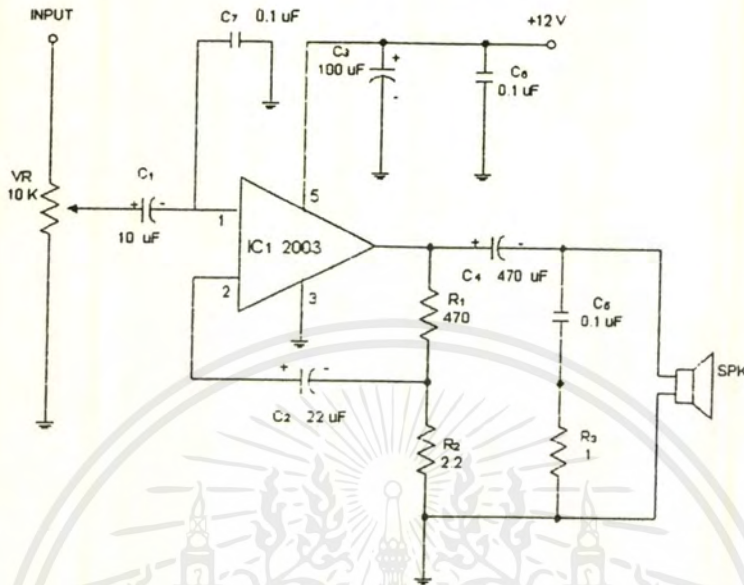 INPUT
C7 0.1 uF
+12 V
C3
100 uF
+
-
C6
0.1 uF
VR
10 K
C1
+ -
10 uF
1
5
IC1 2003
2
3
+ -
C4 470 uF
R1
470
C5
0.1 uF
SPK
+ -
C2 22 uF
R2
2.2
R3
1